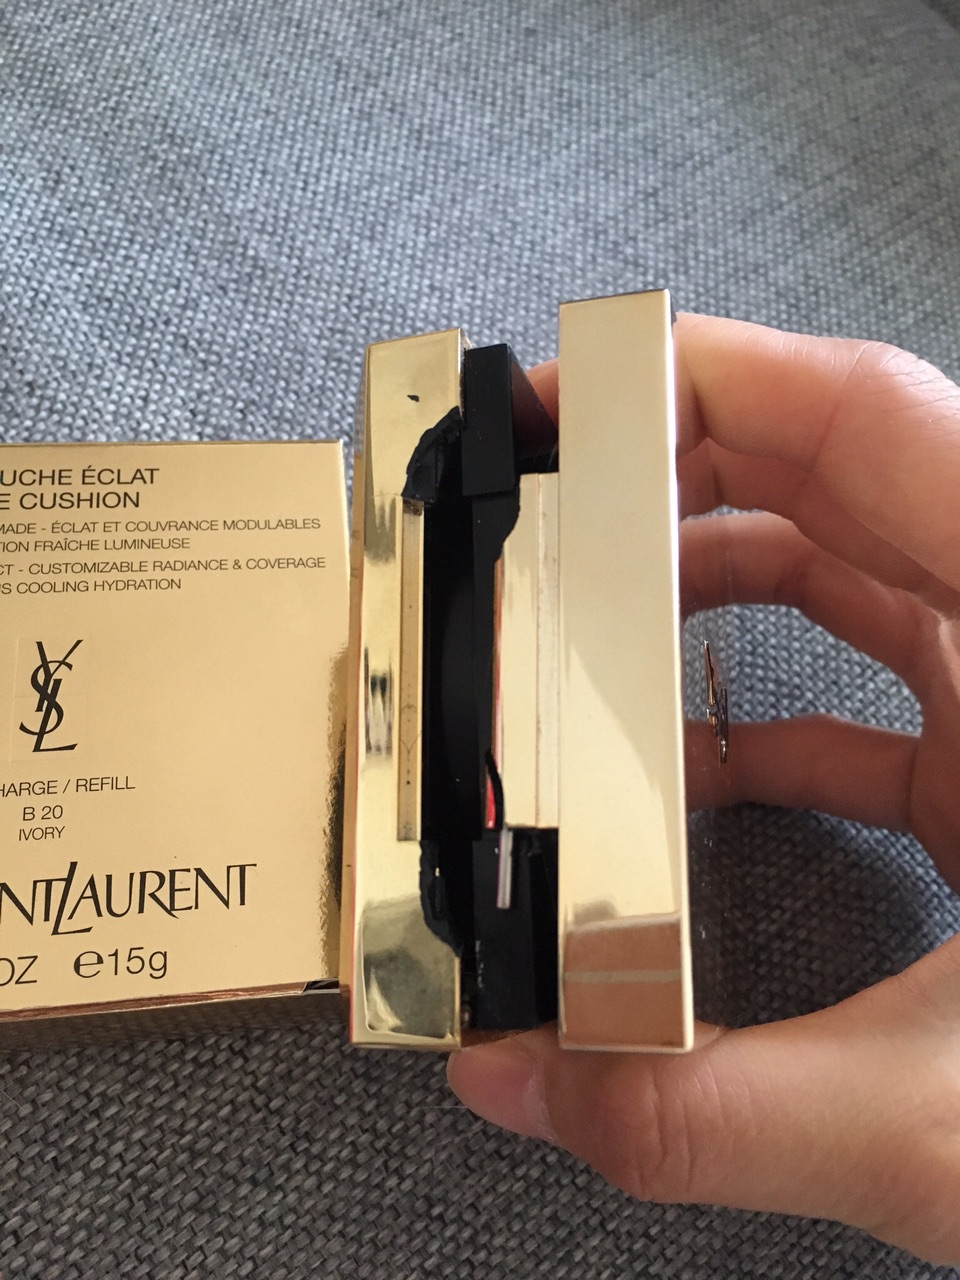 UCHE ÉCLAT
E CUSHION
MADE - ÉCLAT ET COUVRANCE MODULABLES
TION FRAÎCHE LUMINEUSE
CT - CUSTOMIZABLE RADIANCE & COVERAGE
US COOLING HYDRATION
YSL
HARGE / REFILL
B 20
IVORY
NTLAURENT
OZ e15g